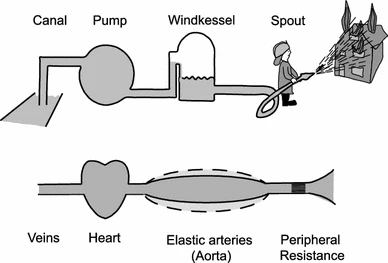 Canal Pump Windkessel Spout
Veins Heart Elastic arteries Peripheral
(Aorta) Resistance